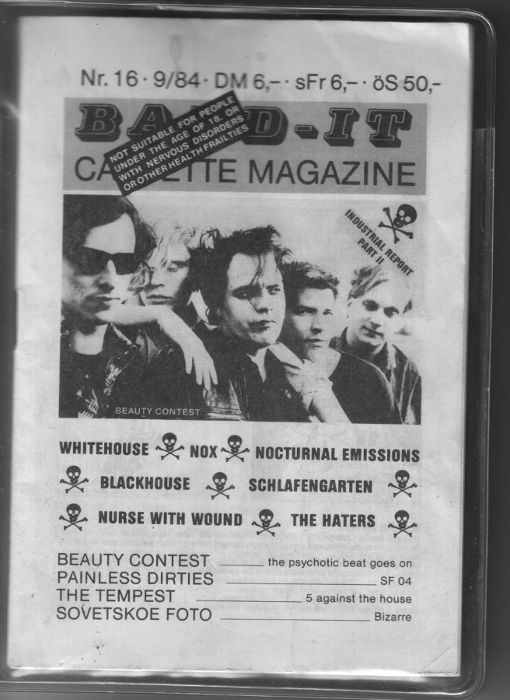 Nr. 16 · 9/84 · DM 6,-- · sFr 6,-- · öS 50,-
BAND-IT
NOT SUITABLE FOR PEOPLE
UNDER THE AGE OF 18, OR
WITH NERVOUS DISORDERS
OR OTHER HEALTH FRAILTIES
CASSETTE MAGAZINE
INDUSTRIAL REPORT
PART II
BEAUTY CONTEST
WHITEHOUSE NOX NOCTURNAL EMISSIONS
BLACKHOUSE SCHLAFENGARTEN
NURSE WITH WOUND THE HATERS
BEAUTY CONTEST the psychotic beat goes on
PAINLESS DIRTIES SF 04
THE TEMPEST 5 against the house
SOVETSKOE FOTO Bizarre